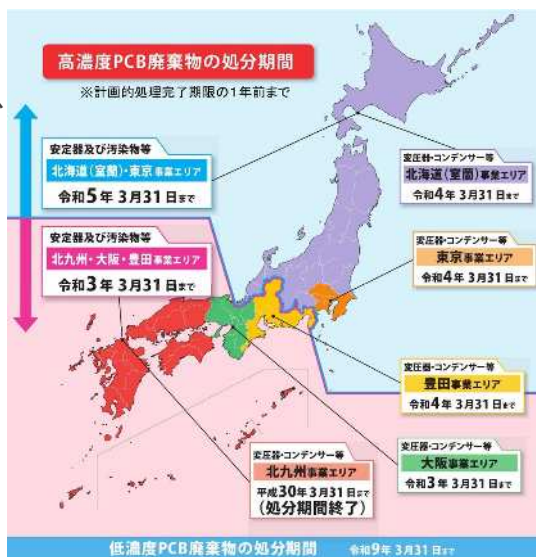 高濃度PCB廃棄物の処分期間
※計画的処理完了期限の1年前まで
安定器及び汚染物等
北海道(室蘭)・東京事業エリア
令和5年 3月31日まで
変圧器・コンデンサー等
北海道(室蘭)事業エリア
令和4年 3月31日まで
安定器及び汚染物等
北九州・大阪・豊田事業エリア
令和3年 3月31日まで
変圧器・コンデンサー等
東京事業エリア
令和4年 3月31日まで
変圧器・コンデンサー等
豊田事業エリア
令和4年 3月31日まで
変圧器・コンデンサー等
北九州事業エリア
平成30年 3月31日まで
(処分期間終了)
変圧器・コンデンサー等
大阪事業エリア
令和3年 3月31日まで
低濃度PCB廃棄物の処分期間 令和9年 3月31日まで